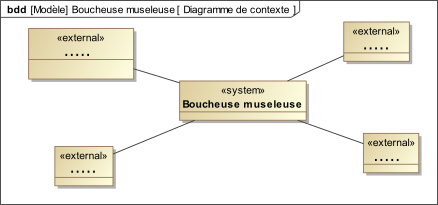 bdd [Modèle] Boucheuse museleuse [ Diagramme de contexte ]
«external»
.....
«external»
.....
«system»
Boucheuse museleuse
«external»
.....
«external»
.....